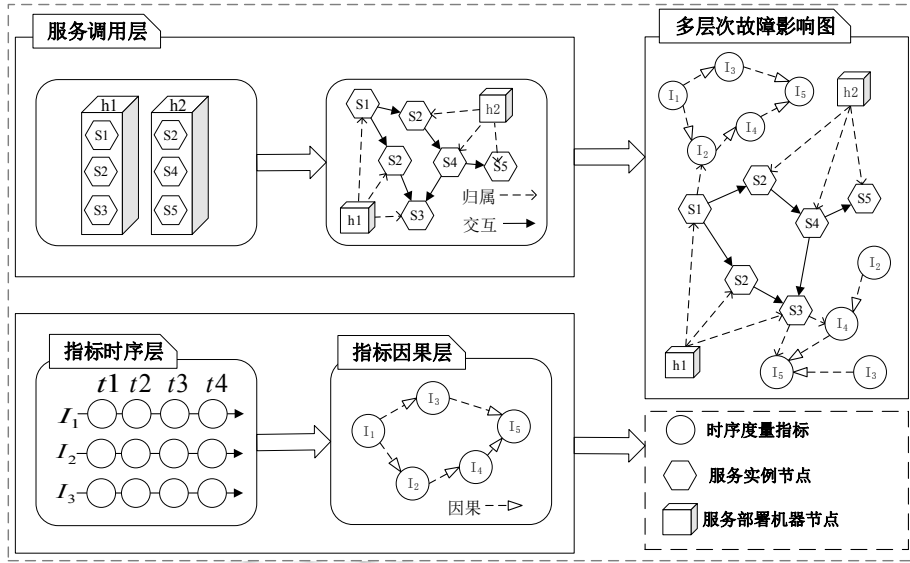 服务调用层
h1
h2
S1
S2
S3
S2
S4
S5
S1
S2
h2
S2
S4
S5
h1
S3
归属
交互
指标时序层
t1 t2 t3 t4
I1
I2
I3
指标因果层
I1
I3
I5
I2
I4
因果
多层次故障影响图
I3
I1
I5
h2
I4
I2
S2
S1
S4
S5
S2
I2
S3
I4
h1
I5
I3
时序度量指标
服务实例节点
服务部署机器节点